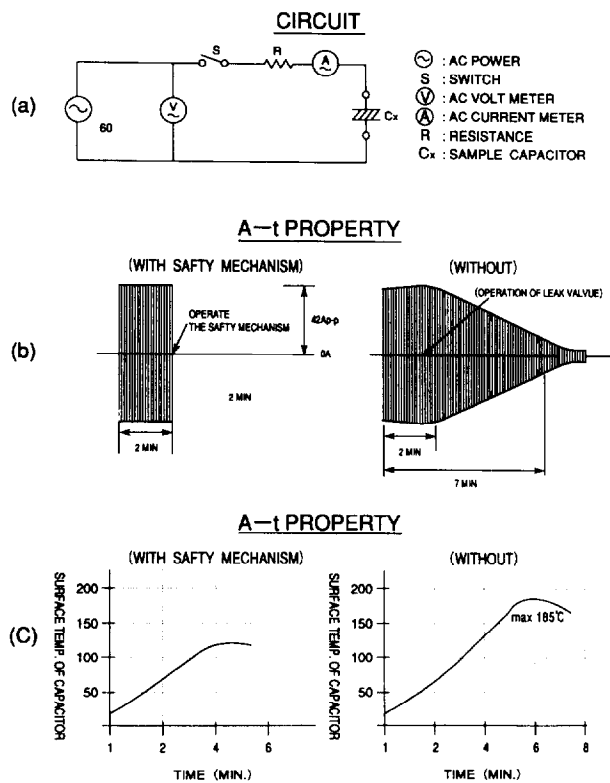 CIRCUIT
(a)
S
R
A
V
60
Cx
: AC POWER
S : SWITCH
V : AC VOLT METER
A : AC CURRENT METER
R : RESISTANCE
Cx : SAMPLE CAPACITOR
A—t PROPERTY
(WITH SAFTY MECHANISM)
(WITHOUT)
(b)
OPERATE
THE SAFTY MECHANISM
42Ap-p
0A
2 MIN
2 MIN
(OPERATION OF LEAK VALVUE)
2 MIN
7 MIN
A—t PROPERTY
(WITH SAFTY MECHANISM)
(WITHOUT)
(C)
SURFACE TEMP. OF CAPACITOR
200
150
100
50
1 2 4 6
TIME (MIN.)
SURFACE TEMP. OF CAPACITOR
200
150
100
50
max 185℃
1 2 4 6 8
TIME (MIN.)